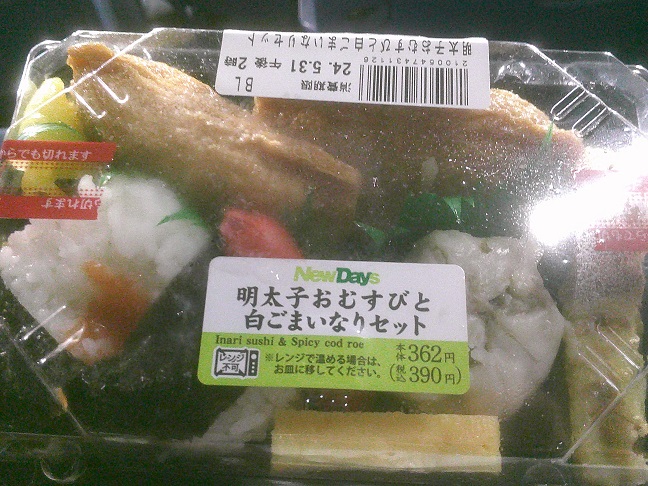 明太子おむすびと白ごまいなりセット
2100647431126
消費期限
24.5.31 午後 2時
BL
からでも切れます
切れます
NewDays
明太子おむすびと
白ごまいなりセット
Inari sushi & Spicy cod roe
レンジ
不可
※レンジで温める場合は、
お皿に移してください。
本体362円
(税込390円)